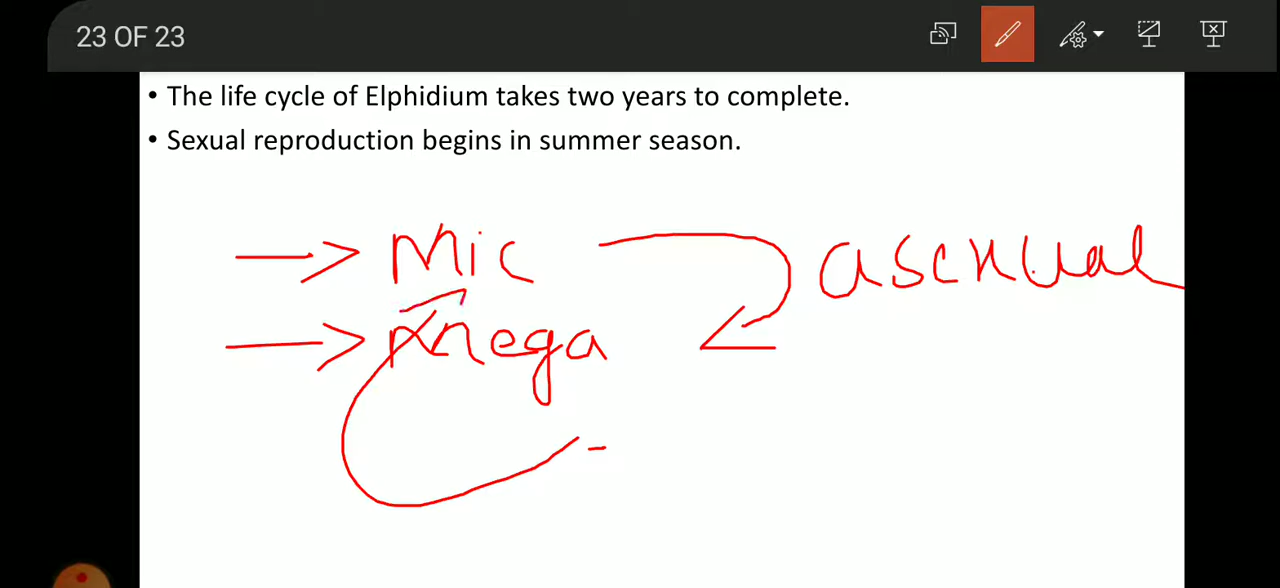 23 OF 23
• The life cycle of Elphidium takes two years to complete.
• Sexual reproduction begins in summer season.
Mic asexual
mega